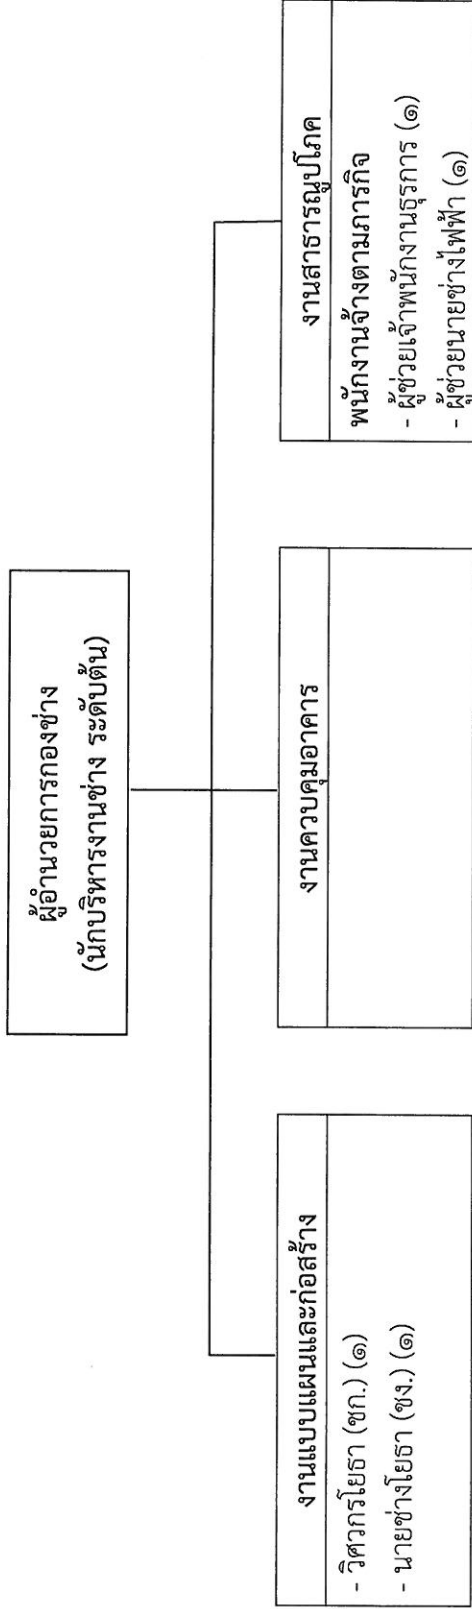 ผู้อำนวยการกองช่าง
(นักบริหารงานช่าง ระดับต้น)
งานแบบแผนและก่อสร้าง
- วิศวกรโยธา (ชก.) (๑)
- นายช่างโยธา (ชง.) (๑)
งานควบคุมอาคาร
งานสาธารณูปโภค
พนักงานจ้างตามภารกิจ
- ผู้ช่วยเจ้าพนักงานธุรการ (๑)
- ผู้ช่วยนายช่างไฟฟ้า (๑)